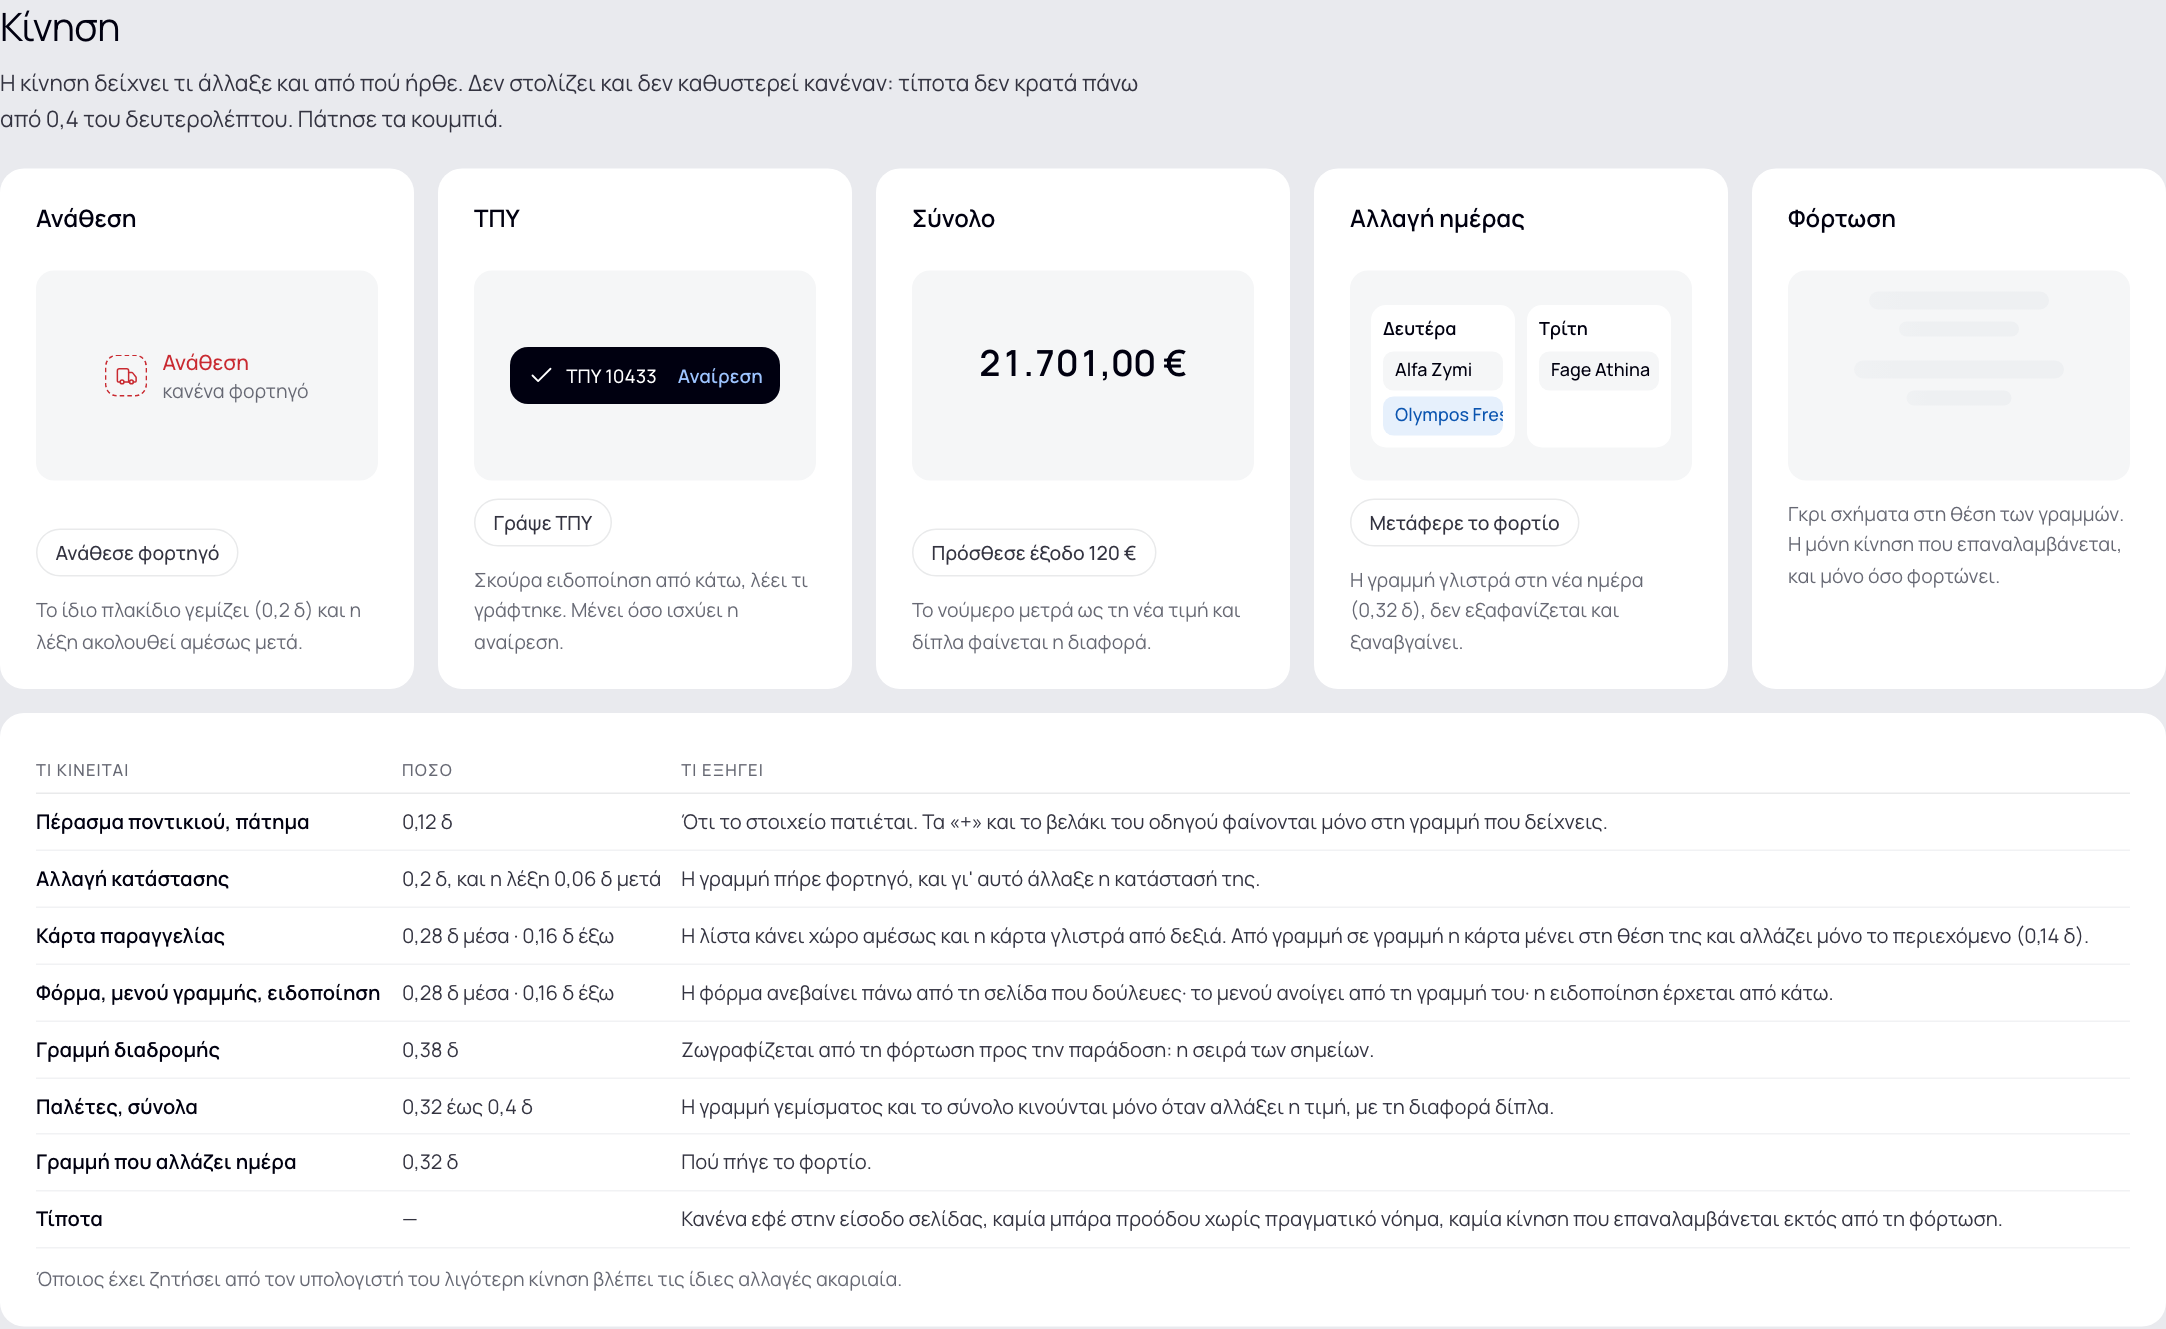 Κίνηση
Η κίνηση δείχνει τι άλλαξε και από πού ήρθε. Δεν στολίζει και δεν καθυστερεί κανέναν: τίποτα δεν κρατά πάνω
από 0,4 του δευτερολέπτου. Πάτησε τα κουμπιά.
Ανάθεση
Ανάθεση
κανένα φορτηγό
Ανάθεσε φορτηγό
Το ίδιο πλακίδιο γεμίζει (0,2 δ) και η
λέξη ακολουθεί αμέσως μετά.
ΤΠΥ
ΤΠΥ 10433 Αναίρεση
Γράψε ΤΠΥ
Σκούρα ειδοποίηση από κάτω, λέει τι
γράφτηκε. Μένει όσο ισχύει η
αναίρεση.
Σύνολο
21.701,00 €
Πρόσθεσε έξοδο 120 €
Το νούμερο μετρά ως τη νέα τιμή και
δίπλα φαίνεται η διαφορά.
Αλλαγή ημέρας
Δευτέρα
Alfa Zymi
Olympos Fres
Τρίτη
Fage Athina
Μετάφερε το φορτίο
Η γραμμή γλιστρά στη νέα ημέρα
(0,32 δ), δεν εξαφανίζεται και
ξαναβγαίνει.
Φόρτωση
Γκρι σχήματα στη θέση των γραμμών.
Η μόνη κίνηση που επαναλαμβάνεται,
και μόνο όσο φορτώνει.
ΤΙ ΚΙΝΕΙΤΑΙ ΠΟΣΟ ΤΙ ΕΞΗΓΕΙ
Πέρασμα ποντικιού, πάτημα 0,12 δ Ότι το στοιχείο πατιέται. Τα «+» και το βελάκι του οδηγού φαίνονται μόνο στη γραμμή που δείχνεις.
Αλλαγή κατάστασης 0,2 δ, και η λέξη 0,06 δ μετά Η γραμμή πήρε φορτηγό, και γι' αυτό άλλαξε η κατάστασή της.
Κάρτα παραγγελίας 0,28 δ μέσα · 0,16 δ έξω Η λίστα κάνει χώρο αμέσως και η κάρτα γλιστρά από δεξιά. Από γραμμή σε γραμμή η κάρτα μένει στη θέση της και αλλάζει μόνο το περιεχόμενο (0,14 δ).
Φόρμα, μενού γραμμής, ειδοποίηση 0,28 δ μέσα · 0,16 δ έξω Η φόρμα ανεβαίνει πάνω από τη σελίδα που δούλευες· το μενού ανοίγει από τη γραμμή του· η ειδοποίηση έρχεται από κάτω.
Γραμμή διαδρομής 0,38 δ Ζωγραφίζεται από τη φόρτωση προς την παράδοση: η σειρά των σημείων.
Παλέτες, σύνολα 0,32 έως 0,4 δ Η γραμμή γεμίσματος και το σύνολο κινούνται μόνο όταν αλλάξει η τιμή, με τη διαφορά δίπλα.
Γραμμή που αλλάζει ημέρα 0,32 δ Πού πήγε το φορτίο.
Τίποτα — Κανένα εφέ στην είσοδο σελίδας, καμία μπάρα προόδου χωρίς πραγματικό νόημα, καμία κίνηση που επαναλαμβάνεται εκτός από τη φόρτωση.
Όποιος έχει ζητήσει από τον υπολογιστή του λιγότερη κίνηση βλέπει τις ίδιες αλλαγές ακαριαία.